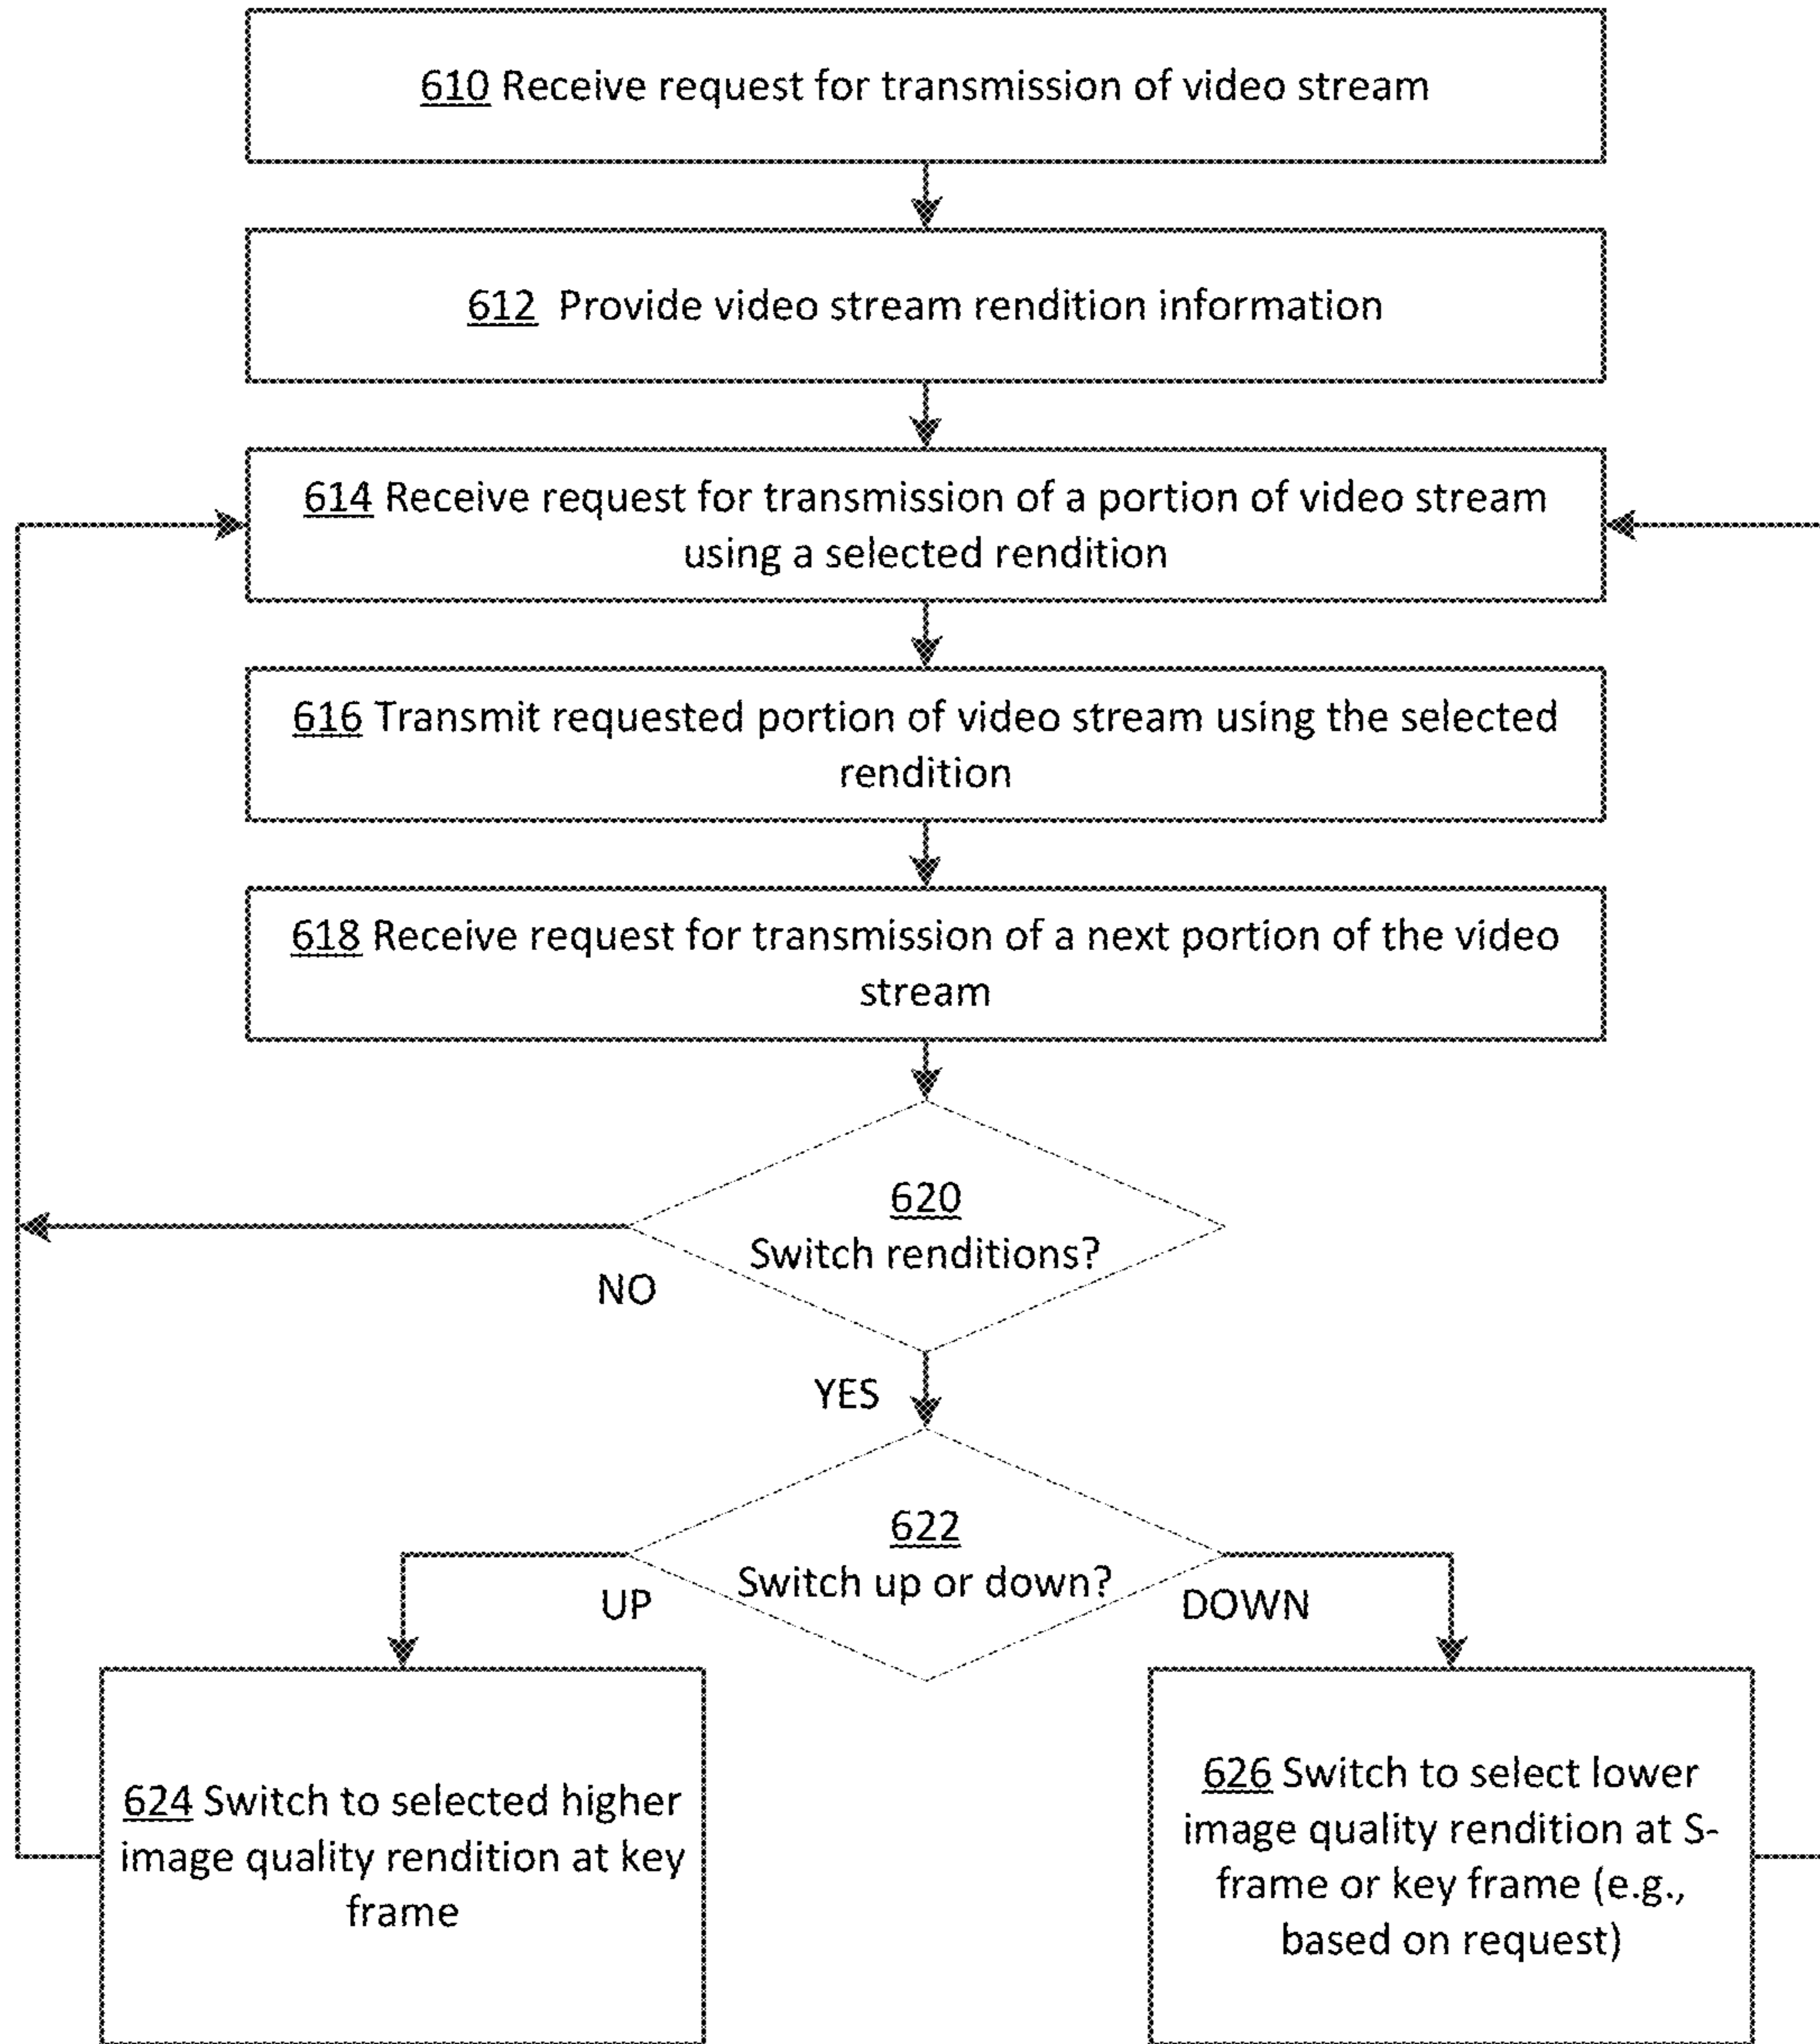 610 Receive request for transmission of video stream
612 Provide video stream rendition information
614 Receive request for transmission of a portion of video stream
using a selected rendition
616 Transmit requested portion of video stream using the selected
rendition
618 Receive request for transmission of a next portion of the video
stream
620
Switch renditions?
NO
YES
622
Switch up or down?
UP
DOWN
624 Switch to selected higher
image quality rendition at key
frame
626 Switch to select lower
image quality rendition at S-
frame or key frame (e.g.,
based on request)